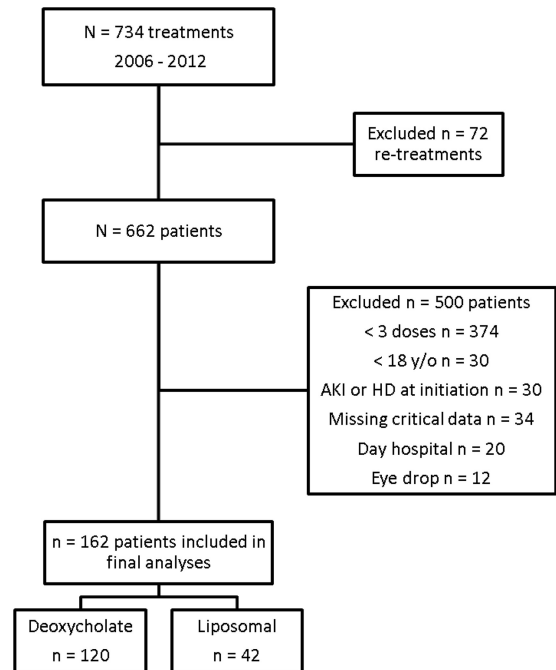 N = 734 treatments
2006 - 2012
Excluded n = 72
re-treatments
N = 662 patients
Excluded n = 500 patients
< 3 doses n = 374
< 18 y/o n = 30
AKI or HD at initiation n = 30
Missing critical data n = 34
Day hospital n = 20
Eye drop n = 12
n = 162 patients included in
final analyses
Deoxycholate
n = 120
Liposomal
n = 42